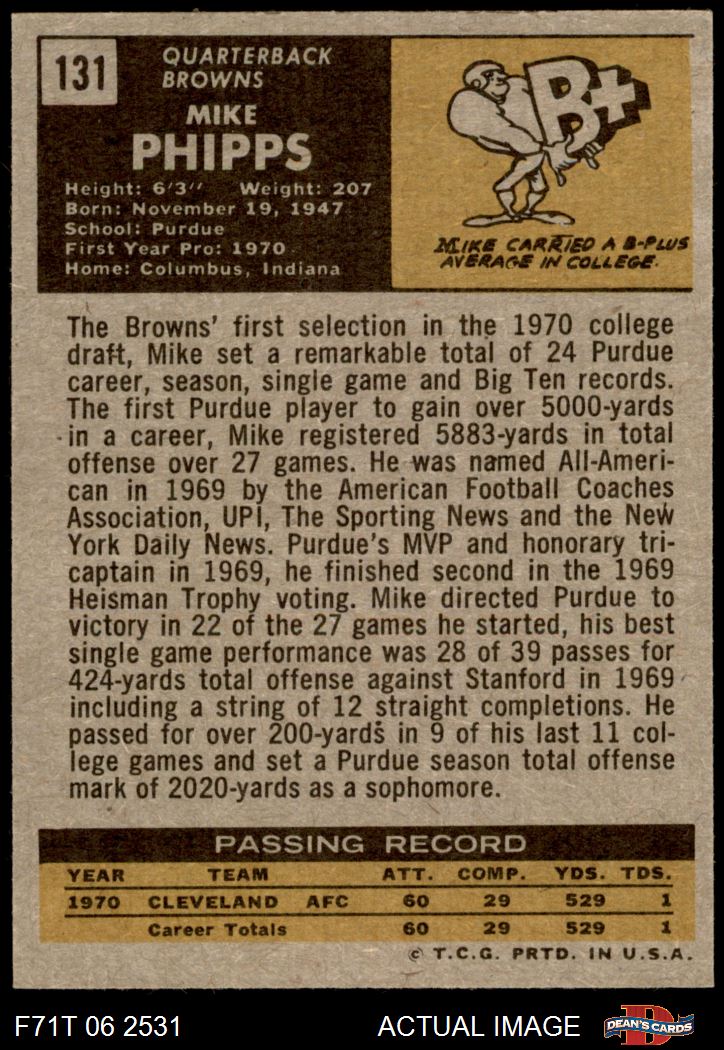 131
QUARTERBACK
BROWNS
MIKE
PHIPPS
Height: 6'3" Weight: 207
Born: November 19, 1947
School: Purdue
First Year Pro: 1970
Home: Columbus, Indiana
B+
MIKE CARRIED A B-PLUS
AVERAGE IN COLLEGE.
The Browns' first selection in the 1970 college
draft, Mike set a remarkable total of 24 Purdue
career, season, single game and Big Ten records.
The first Purdue player to gain over 5000-yards
in a career, Mike registered 5883-yards in total
offense over 27 games. He was named All-Ameri-
can in 1969 by the American Football Coaches
Association, UPI, The Sporting News and the New
York Daily News. Purdue's MVP and honorary tri-
captain in 1969, he finished second in the 1969
Heisman Trophy voting. Mike directed Purdue to
victory in 22 of the 27 games he started, his best
single game performance was 28 of 39 passes for
424-yards total offense against Stanford in 1969
including a string of 12 straight completions. He
passed for over 200-yards in 9 of his last 11 col-
lege games and set a Purdue season total offense
mark of 2020-yards as a sophomore.
PASSING RECORD
YEAR TEAM ATT. COMP. YDS. TDS.
1970 CLEVELAND AFC 60 29 529 1
Career Totals 60 29 529 1
© T.C.G. PRTD. IN U.S.A.
F71T 06 2531 ACTUAL IMAGE
D
DEAN'S CARDS